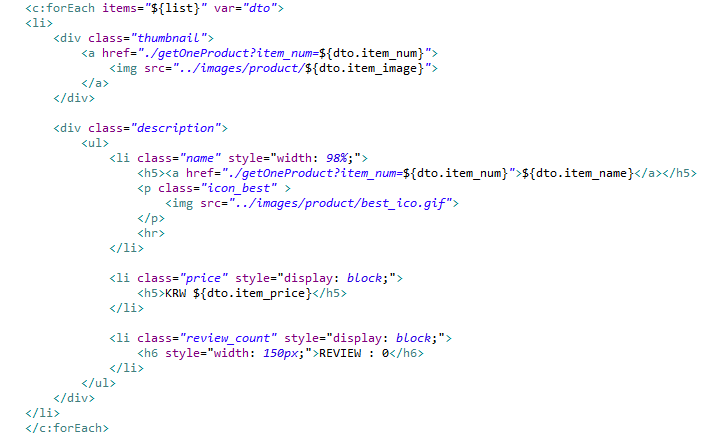 <c:forEach items="${list}" var="dto">
<li>
    <div class="thumbnail">
        <a href="./getOneProduct?item_num=${dto.item_num}">
            <img src="../images/product/${dto.item_image}">
        </a>
    </div>

    <div class="description">
        <ul>
            <li class="name" style="width: 98%;">
                <h5><a href="./getOneProduct?item_num=${dto.item_num}">${dto.item_name}</a></h5>
                <p class="icon_best" >
                    <img src="../images/product/best_ico.gif">
                </p>
                <hr>
            </li>

            <li class="price" style="display: block;">
                <h5>KRW ${dto.item_price}</h5>
            </li>

            <li class="review_count" style="display: block;">
                <h6 style="width: 150px;">REVIEW : 0</h6>
            </li>
        </ul>
    </div>
</li>
</c:forEach>